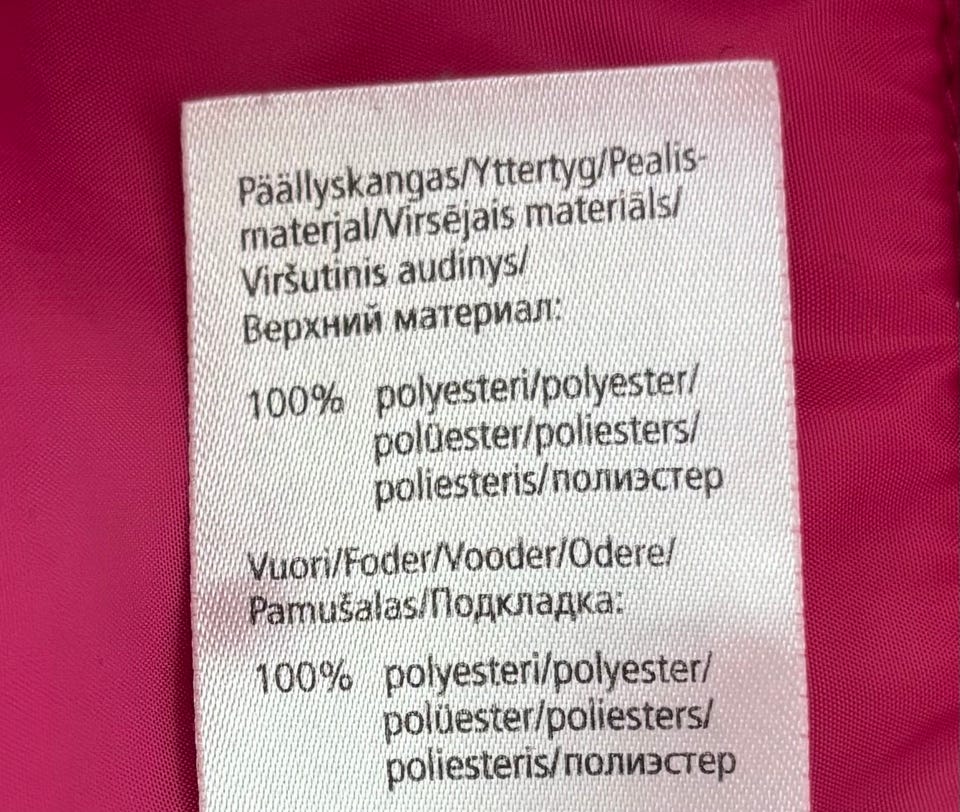 Päällyskangas/Yttertyg/Pealis-
materjal/Virsējais materiāls/
Viršutinis audinys/
Верхний материал:
100% polyesteri/polyester/
polüester/poliesters/
poliesteris/полиэстер
Vuori/Foder/Vooder/Odere/
Pamušalas/Подкладка:
100% polyesteri/polyester/
polüester/poliesters/
poliesteris/полиэстер